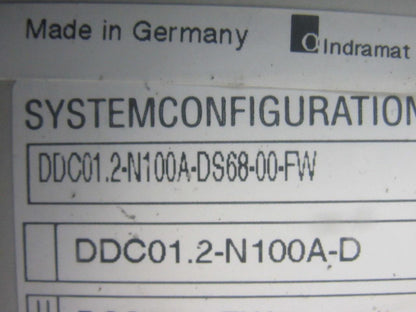 Made in Germany
Indramat
SYSTEMCONFIGURATION
DDC01.2-N100A-DS68-00-FW
DDC01.2-N100A-D